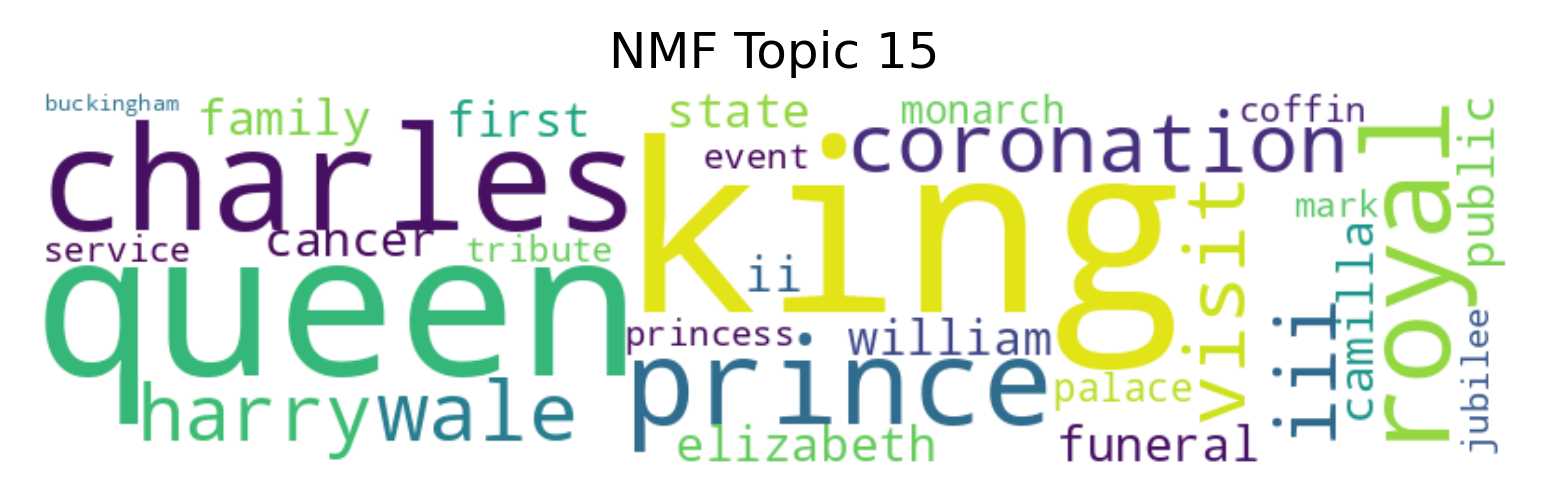 NMF Topic 15
buckingham
family
first
state
monarch
coffin
charles
event
coronation
king
royal
public
service
cancer
tribute
ii
visit
mark
queen
princess
william
iii
camilla
jubilee
harry
wale
prince
palace
elizabeth
funeral